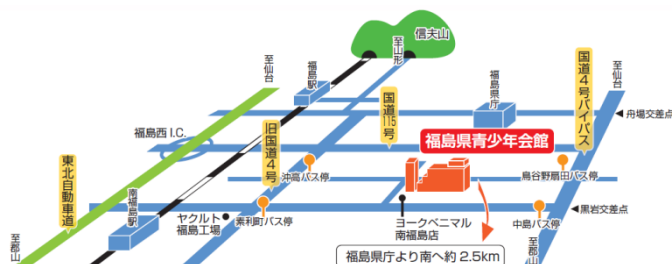 信夫山
至山形
至仙台
福島駅
福島県庁
国道4号バイパス
至仙台
国道115号
舟場交差点
福島西I.C.
旧国道4号
福島県青少年会館
東北自動車道
沖高バス停
鳥谷野扇田バス停
南福島駅
ヤクルト
福島工場
素利町バス停
ヨークベニマル
南福島店
中島バス停
黒岩交差点
至郡山
至郡山
福島県庁より南へ約2.5km